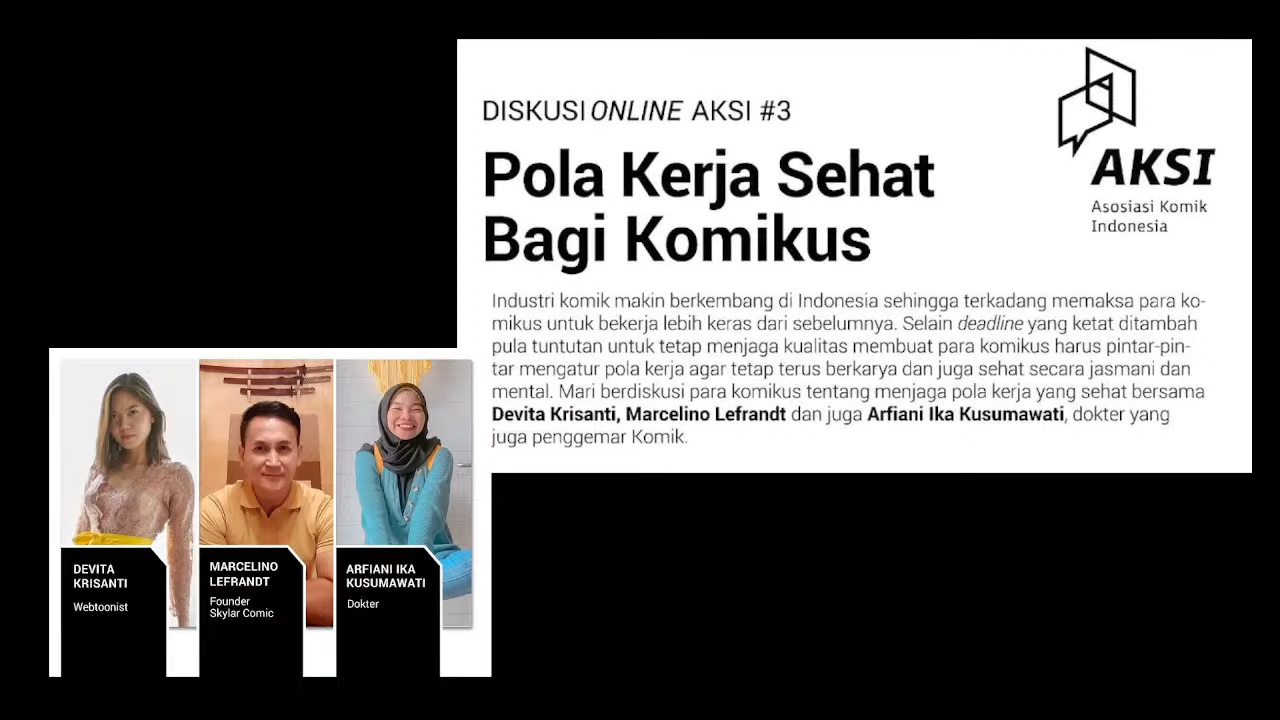 DISKUSI ONLINE AKSI #3
Pola Kerja Sehat
Bagi Komikus
AKSI
Asosiasi Komik
Indonesia
Industri komik makin berkembang di Indonesia sehingga terkadang memaksa para ko-
mikus untuk bekerja lebih keras dari sebelumnya. Selain deadline yang ketat ditambah
pula tuntutan untuk tetap menjaga kualitas membuat para komikus harus pintar-pin-
tar mengatur pola kerja agar tetap terus berkarya dan juga sehat secara jasmani dan
mental. Mari berdiskusi para komikus tentang menjaga pola kerja yang sehat bersama
Devita Krisanti, Marcelino Lefrandt dan juga Arfiani Ika Kusumawati, dokter yang
juga penggemar Komik.
DEVITA
KRISANTI
Webtoonist
MARCELINO
LEFRANDT
Founder
Skylar Comic
ARFIANI IKA
KUSUMAWATI
Dokter